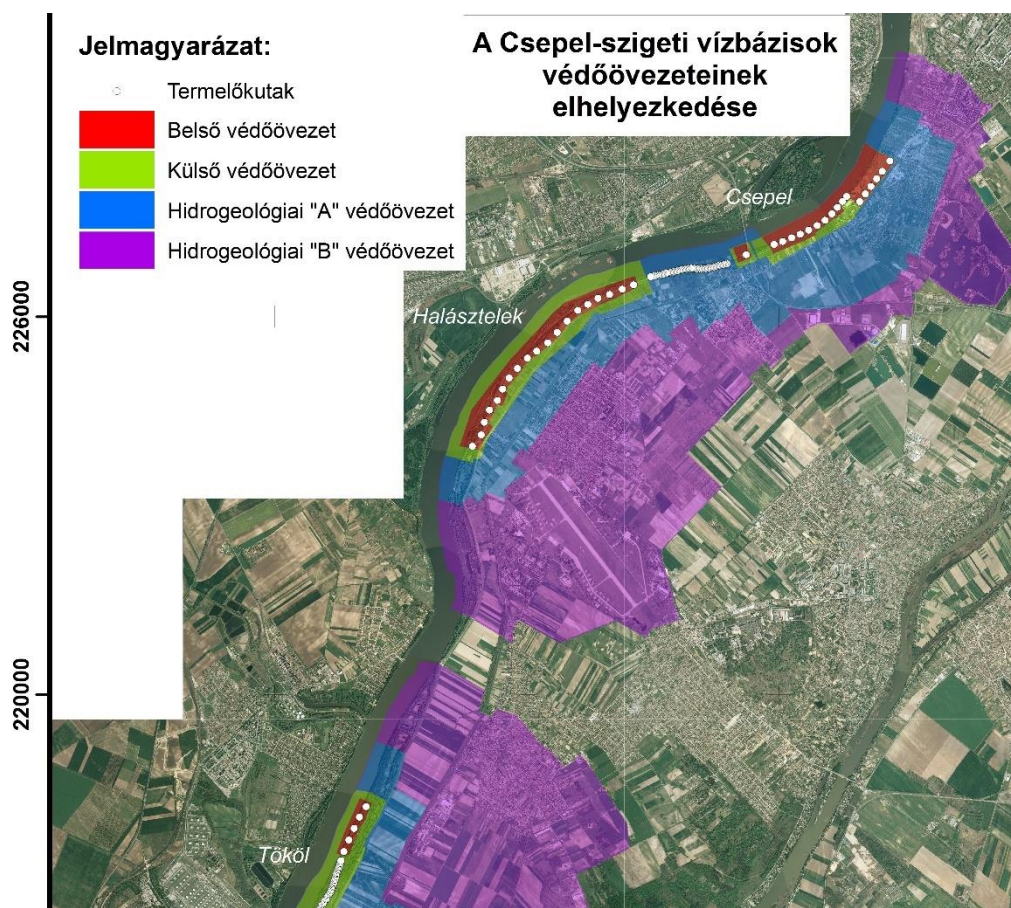 A Csepel-szigeti vízbázisok
védőövezeteinek
elhelyezkedése
Jelmagyarázat:
Termelőkutak
Belső védőövezet
Külső védőövezet
Hidrogeológiai "A" védőövezet
Hidrogeológiai "B" védőövezet
Csepel
Halásztelek
Tököl
226000
220000